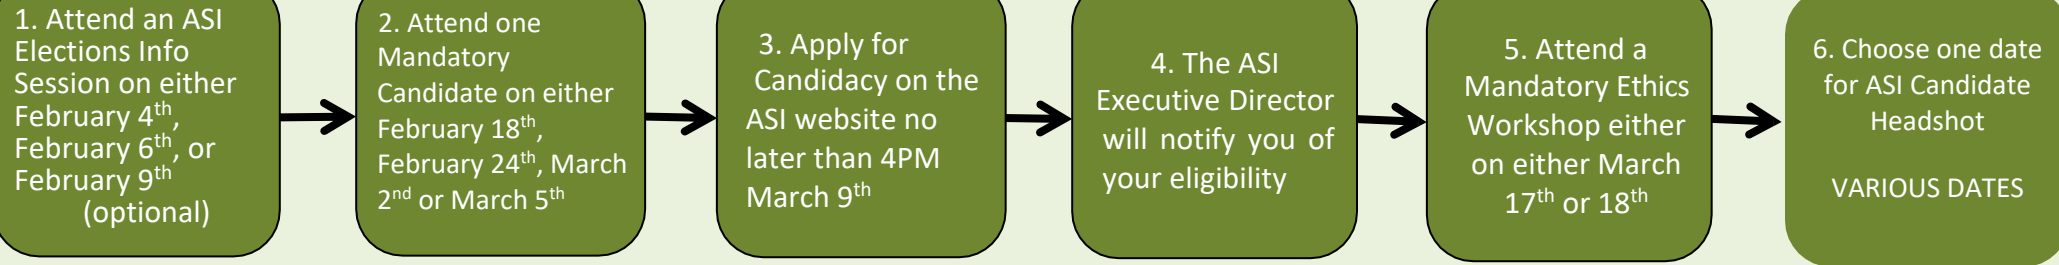 1. Attend an ASI
Elections Info
Session on either
February 4th,
February 6th, or
February 9th
(optional)
2. Attend one
Mandatory
Candidate on either
February 18th,
February 24th, March
2nd or March 5th
3. Apply for
Candidacy on the
ASI website no
later than 4PM
March 9th
4. The ASI
Executive Director
will notify you of
your eligibility
5. Attend a
Mandatory Ethics
Workshop either
on either March
17th or 18th
6. Choose one date
for ASI Candidate
Headshot
VARIOUS DATES